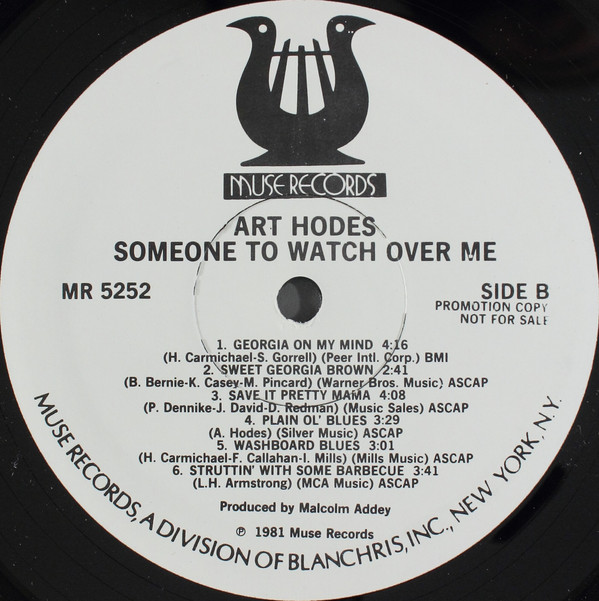 MUSE RECORDS
ART HODES
SOMEONE TO WATCH OVER ME
MR 5252
SIDE B
PROMOTION COPY
NOT FOR SALE
1. GEORGIA ON MY MIND 4:16
(H. Carmichael-S. Gorrell) (Peer Intl. Corp.) BMI
2. SWEET GEORGIA BROWN 2:41
(B. Bernie-K. Casey-M. Pincard) (Warner Bros. Music) ASCAP
3. SAVE IT PRETTY MAMA 4:08
(P. Dennike-J. David-D. Redman) (Music Sales) ASCAP
4. PLAIN OL' BLUES 3:29
(A. Hodes) (Silver Music) ASCAP
5. WASHBOARD BLUES 3:01
(H. Carmichael-F. Callahan-I. Mills) (Mills Music) ASCAP
6. STRUTTIN' WITH SOME BARBECUE 3:41
(L.H. Armstrong) (MCA Music) ASCAP
Produced by Malcolm Addey
℗ 1981 Muse Records
MUSE RECORDS, A DIVISION OF BLANCHRIS, INC., NEW YORK, N.Y.